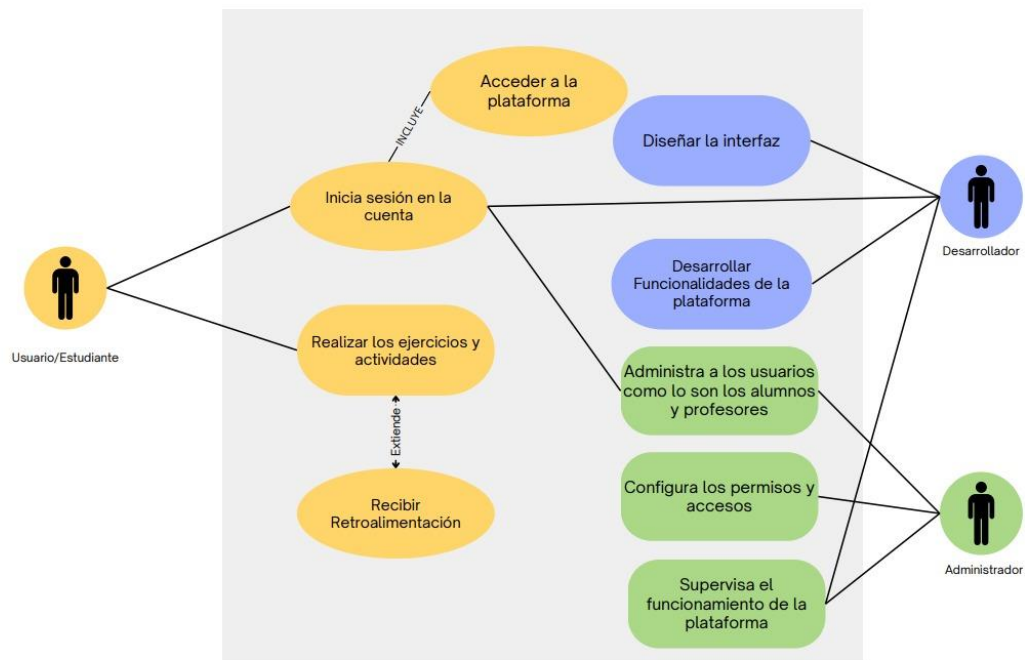 Acceder a la
plataforma
INCLUYE
Diseñar la interfaz
Inicia sesión en la
cuenta
Desarrollador
Desarrollar
Funcionalidades de la
plataforma
Usuario/Estudiante
Realizar los ejercicios y
actividades
Administra a los usuarios
como lo son los alumnos
y profesores
Extiende
Recibir
Retroalimentación
Configura los permisos y
accesos
Administrador
Supervisa el
funcionamiento de la
plataforma